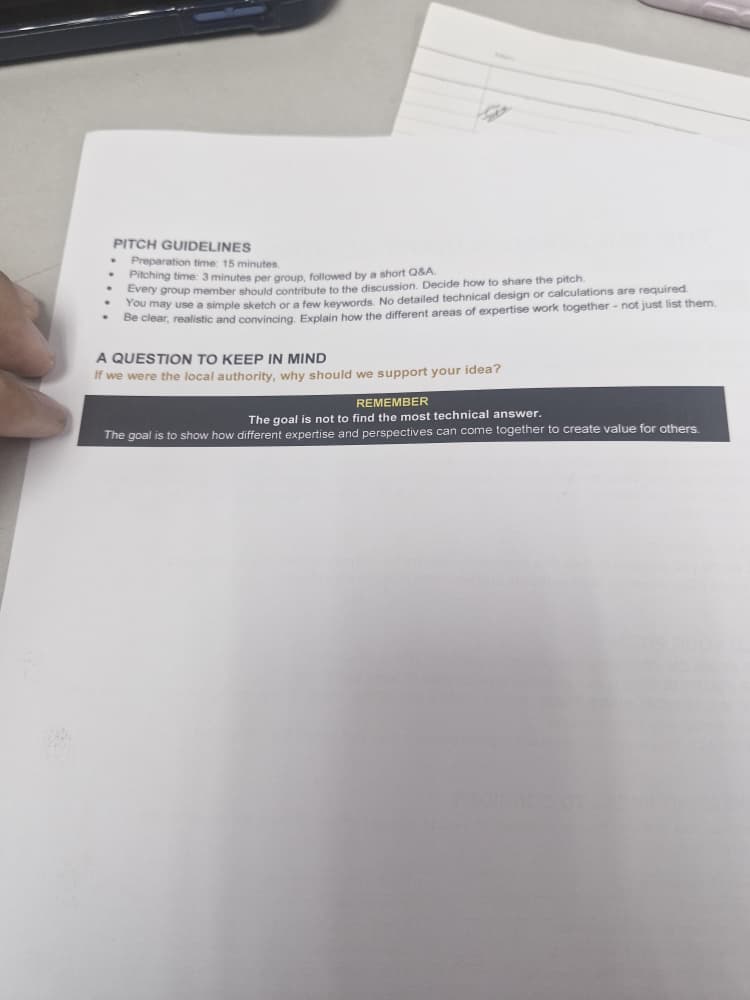 PITCH GUIDELINES
• Preparation time: 15 minutes.
• Pitching time: 3 minutes per group, followed by a short Q&A.
• Every group member should contribute to the discussion. Decide how to share the pitch.
• You may use a simple sketch or a few keywords. No detailed technical design or calculations are required.
• Be clear, realistic and convincing. Explain how the different areas of expertise work together - not just list them.
A QUESTION TO KEEP IN MIND
If we were the local authority, why should we support your idea?
REMEMBER
The goal is not to find the most technical answer.
The goal is to show how different expertise and perspectives can come together to create value for others.